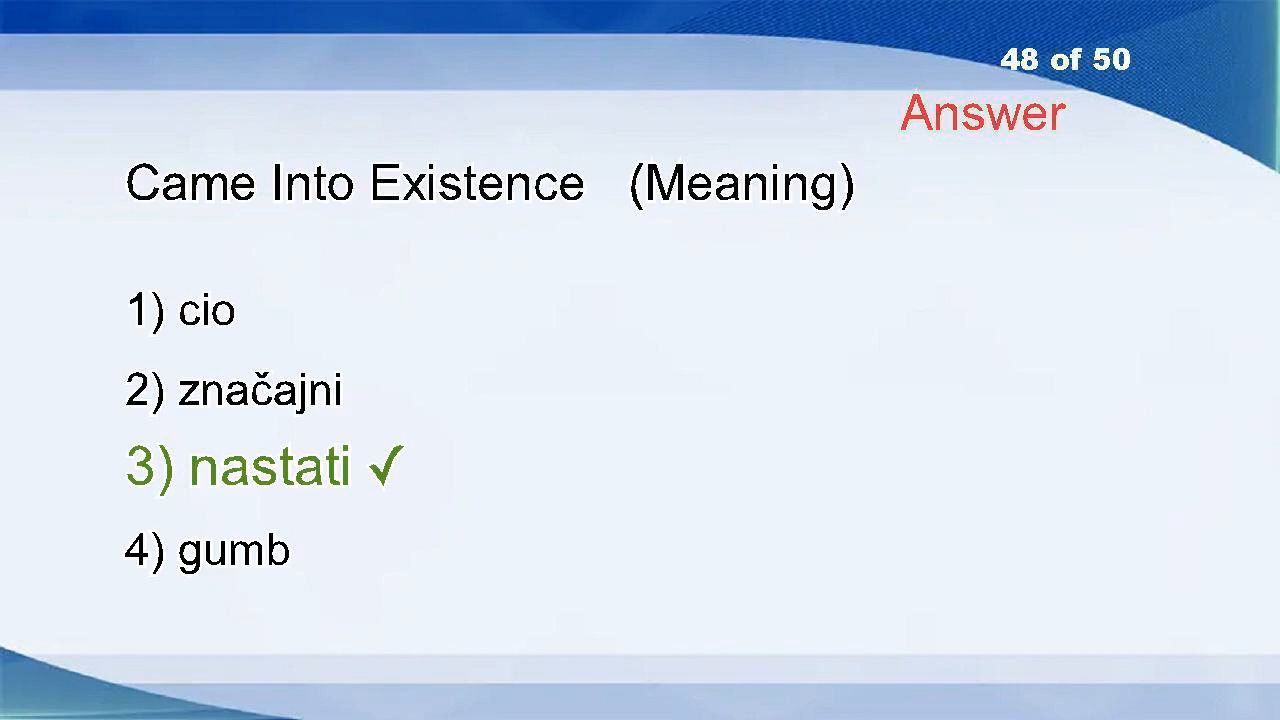 48 of 50
Answer
Came Into Existence (Meaning)
1) cio
2) značajni
3) nastati ✓
4) gumb